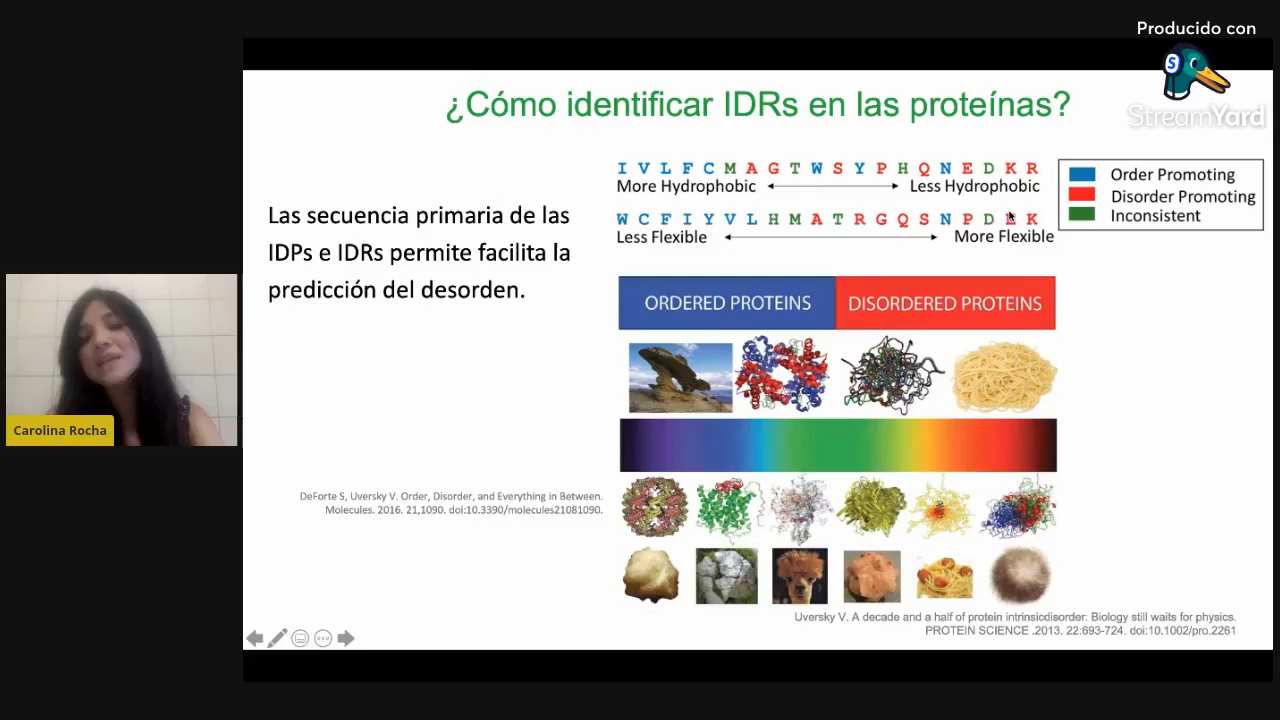 Producido con
StreamYard
¿Cómo identificar IDRs en las proteínas?
Las secuencia primaria de las
IDPs e IDRs permite facilita la
predicción del desorden.
I V L F C M A G T W S Y P H Q N E D K R
More Hydrophobic
Less Hydrophobic
W C F I Y V L H M A T R G Q S N P D E K
Less Flexible
More Flexible
Order Promoting
Disorder Promoting
Inconsistent
ORDERED PROTEINS
DISORDERED PROTEINS
Carolina Rocha
DeForte S, Uversky V. Order, Disorder, and Everything in Between.
Molecules. 2016. 21,1090. doi:10.3390/molecules21081090.
Uversky V. A decade and a half of protein intrinsicdisorder: Biology still waits for physics.
PROTEIN SCIENCE .2013. 22:693-724. doi:10.1002/pro.2261